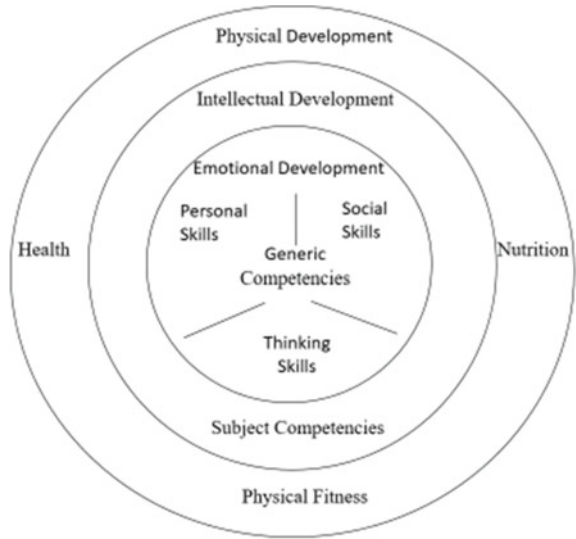 Physical Development
Intellectual Development
Emotional Development
Personal
Skills
Social
Skills
Health
Generic
Competencies
Nutrition
Thinking
Skills
Subject Competencies
Physical Fitness